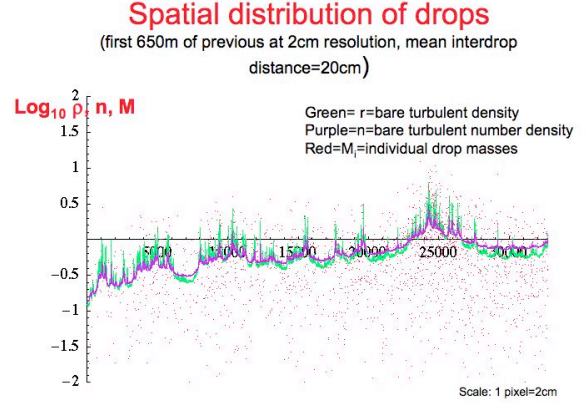 Spatial distribution of drops
(first 650m of previous at 2cm resolution, mean interdrop
distance=20cm)
Log10 ρ, n, M
Green= r=bare turbulent density
Purple=n=bare turbulent number density
Red=Mi=individual drop masses
2
1.5
1
0.5
5000 10000 15000 20000 25000 30000
-0.5
-1
-1.5
-2
Scale: 1 pixel=2cm